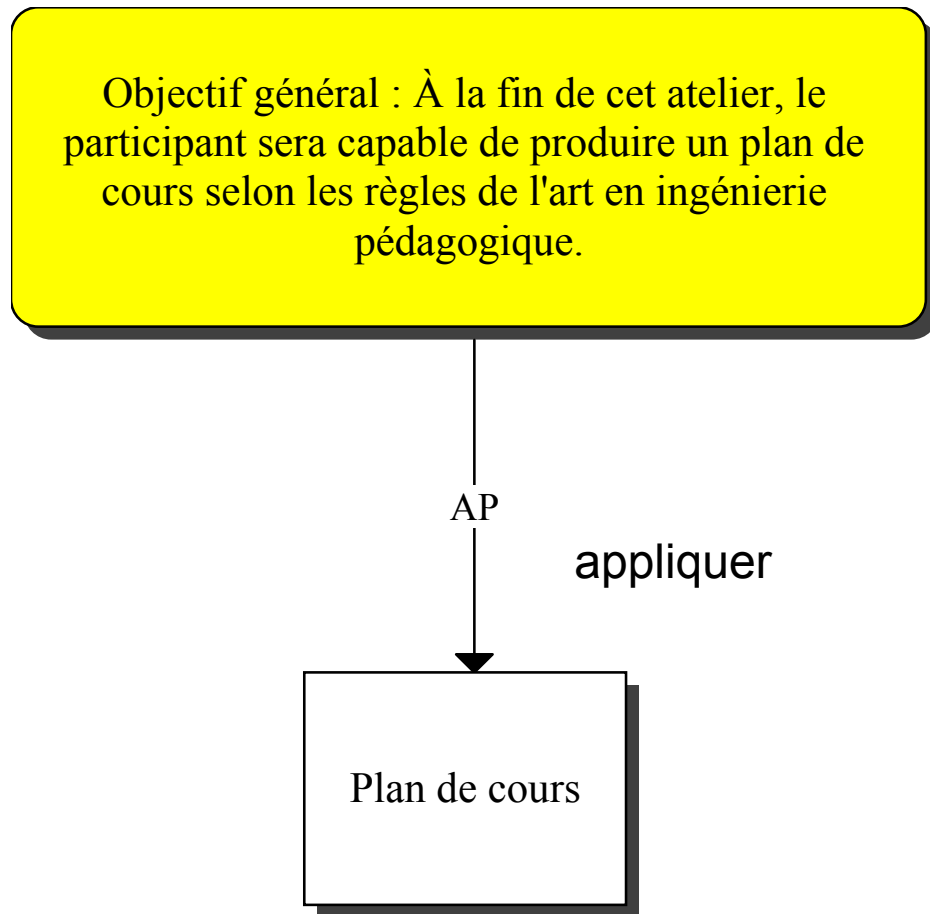 Objectif général : À la fin de cet atelier, le
participant sera capable de produire un plan de
cours selon les règles de l'art en ingénierie
pédagogique.
AP
appliquer
Plan de cours